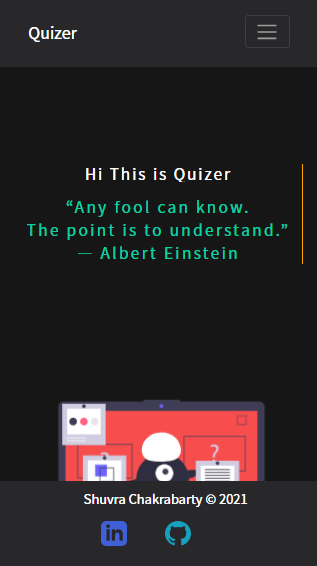 Quizer
Hi This is Quizer
“Any fool can know.
The point is to understand.”
— Albert Einstein
?
?
Shuvra Chakrabarty © 2021
in